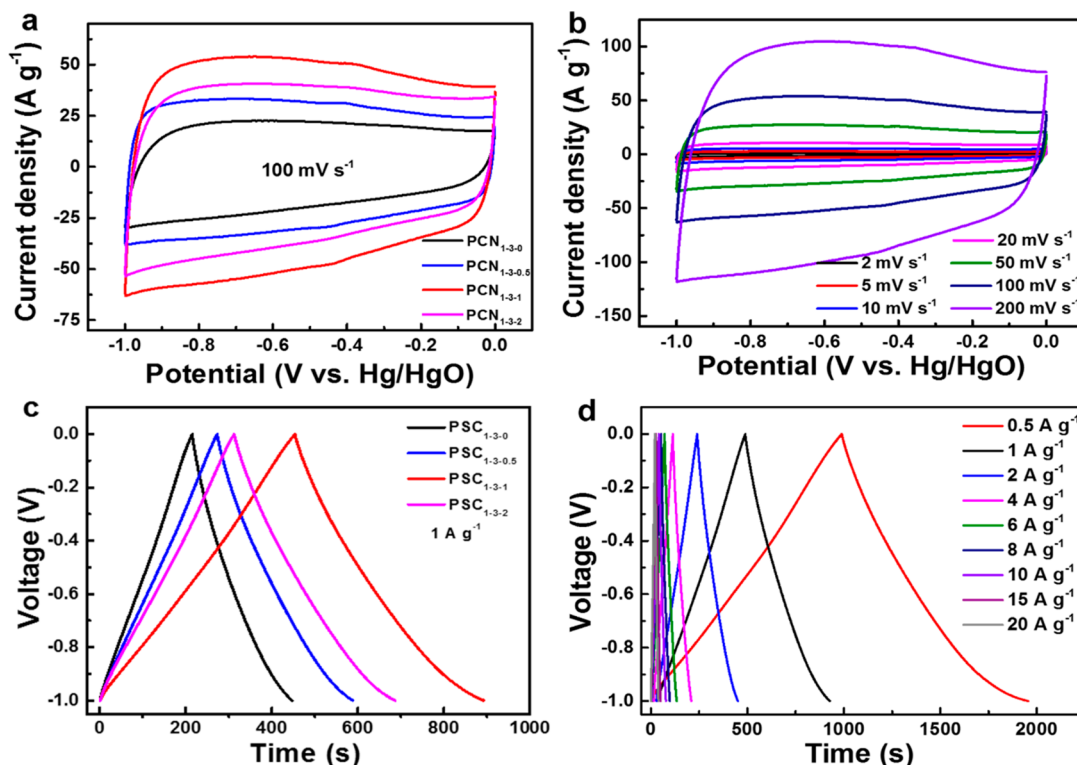 a
Current density (A g⁻¹)
50
25
0
-25
-50
-75
100 mV s⁻¹
PCN₁₋₃₋₀
PCN₁₋₃₋₀.₅
PCN₁₋₃₋₁
PCN₁₋₃₋₂
-1.0 -0.8 -0.6 -0.4 -0.2 0.0
Potential (V vs. Hg/HgO)
b
Current density (A g⁻¹)
100
50
0
-50
-100
-150
2 mV s⁻¹
5 mV s⁻¹
10 mV s⁻¹
20 mV s⁻¹
50 mV s⁻¹
100 mV s⁻¹
200 mV s⁻¹
-1.0 -0.8 -0.6 -0.4 -0.2 0.0
Potential (V vs. Hg/HgO)
c
Voltage (V)
0.0
-0.2
-0.4
-0.6
-0.8
-1.0
PSC₁₋₃₋₀
PSC₁₋₃₋₀.₅
PSC₁₋₃₋₁
PSC₁₋₃₋₂
1 A g⁻¹
0 200 400 600 800 1000
Time (s)
d
Voltage (V)
0.0
-0.2
-0.4
-0.6
-0.8
-1.0
0.5 A g⁻¹
1 A g⁻¹
2 A g⁻¹
4 A g⁻¹
6 A g⁻¹
8 A g⁻¹
10 A g⁻¹
15 A g⁻¹
20 A g⁻¹
0 500 1000 1500 2000
Time (s)